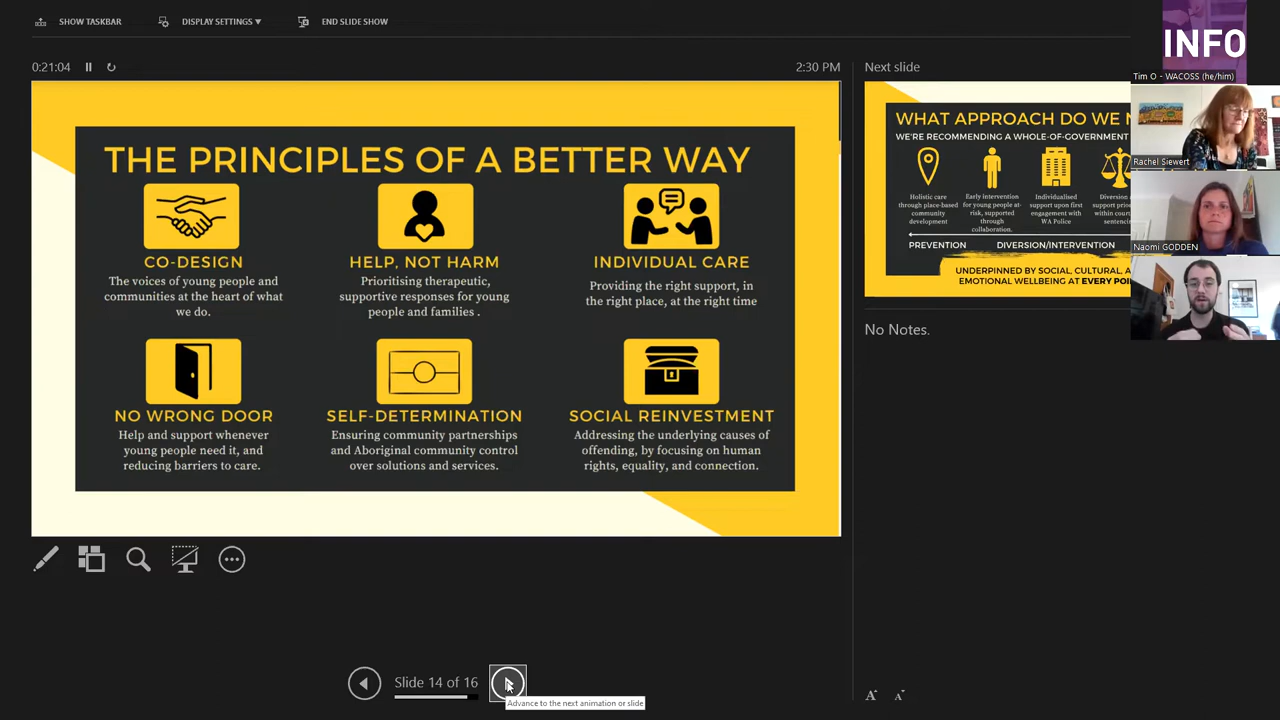 SHOW TASKBAR
DISPLAY SETTINGS ▼
END SLIDE SHOW
0:21:04
2:30 PM
THE PRINCIPLES OF A BETTER WAY
CO-DESIGN
The voices of young people and
communities at the heart of what
we do.
HELP, NOT HARM
Prioritising therapeutic,
supportive responses for young
people and families .
INDIVIDUAL CARE
Providing the right support, in
the right place, at the right time
NO WRONG DOOR
Help and support whenever
young people need it, and
reducing barriers to care.
SELF-DETERMINATION
Ensuring community partnerships
and Aboriginal community control
over solutions and services.
SOCIAL REINVESTMENT
Addressing the underlying causes of
offending, by focusing on human
rights, equality, and connection.
Slide 14 of 16
Advance to the next animation or slide
Next slide
WHAT APPROACH DO WE
WE'RE RECOMMENDING A WHOLE-OF-GOVERNMENT
Holistic care
through place-based
community
development
Early intervention
for young people at-
risk, supported
through
collaboration.
Individualised
support upon first
engagement with
WA Police
Diversion
support
within
PREVENTION
DIVERSION/INTERVENTION
UNDERPINNED BY SOCIAL, CULTURAL,
EMOTIONAL WELLBEING AT EVERY
No Notes.
A
A
INFO
Tim O - WACOSS (he/him)
Rachel Siewert
Naomi GODDEN